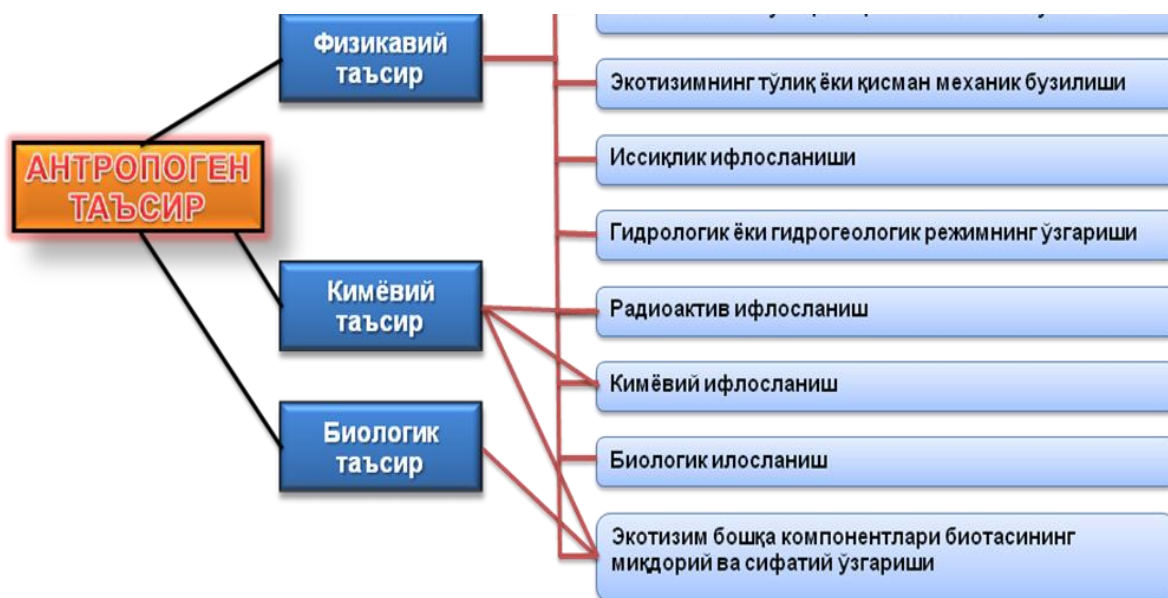 Физикавий
таъсир
Экотизимнинг тўлиқ ёки қисман механик бузилиши
Иссиқлик ифлосланиши
АНТРОПОГЕН
ТАЪСИР
Гидрологик ёки гидрогеологик режимнинг ўзгариши
Кимёвий
таъсир
Радиоактив ифлосланиш
Кимёвий ифлосланиш
Биологик
таъсир
Биологик илосланиш
Экотизим бошқа компонентлари биотасининг
миқдорий ва сифатий ўзгариши